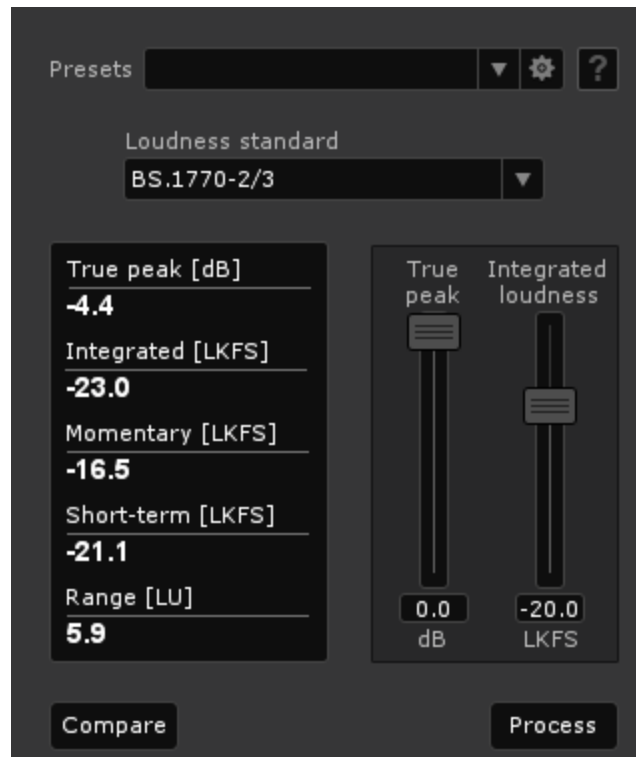 Presets
?
Loudness standard
BS.1770-2/3
True peak [dB]
-4.4
Integrated [LKFS]
-23.0
Momentary [LKFS]
-16.5
Short-term [LKFS]
-21.1
Range [LU]
5.9
True peak
Integrated loudness
0.0
-20.0
dB
LKFS
Compare
Process